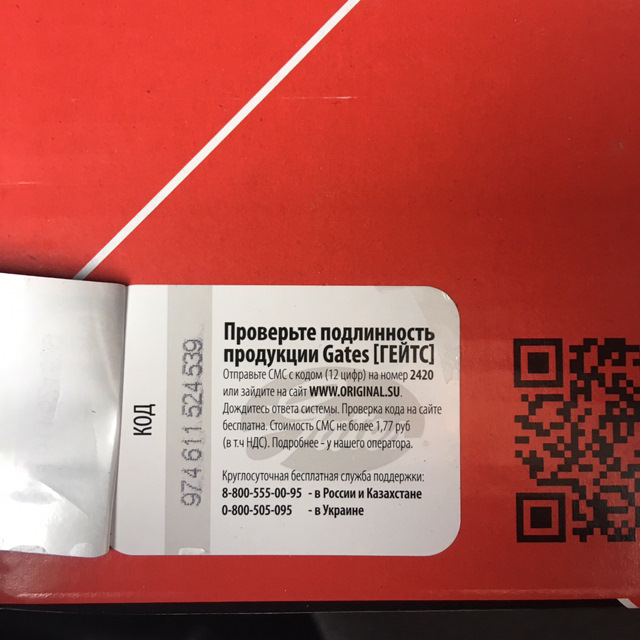 КОД
974 611 524 539
Проверьте подлинность
продукции Gates [ГЕЙТС]
Отправьте СМС с кодом (12 цифр) на номер 2420
или зайдите на сайт WWW.ORIGINAL.SU.
Дождитесь ответа системы. Проверка кода на сайте
бесплатна. Стоимость СМС не более 1,77 руб
(в т.ч НДС). Подробнее - у нашего оператора.
Круглосуточная бесплатная служба поддержки:
8-800-555-00-95 - в России и Казахстане
0-800-505-095 - в Украине